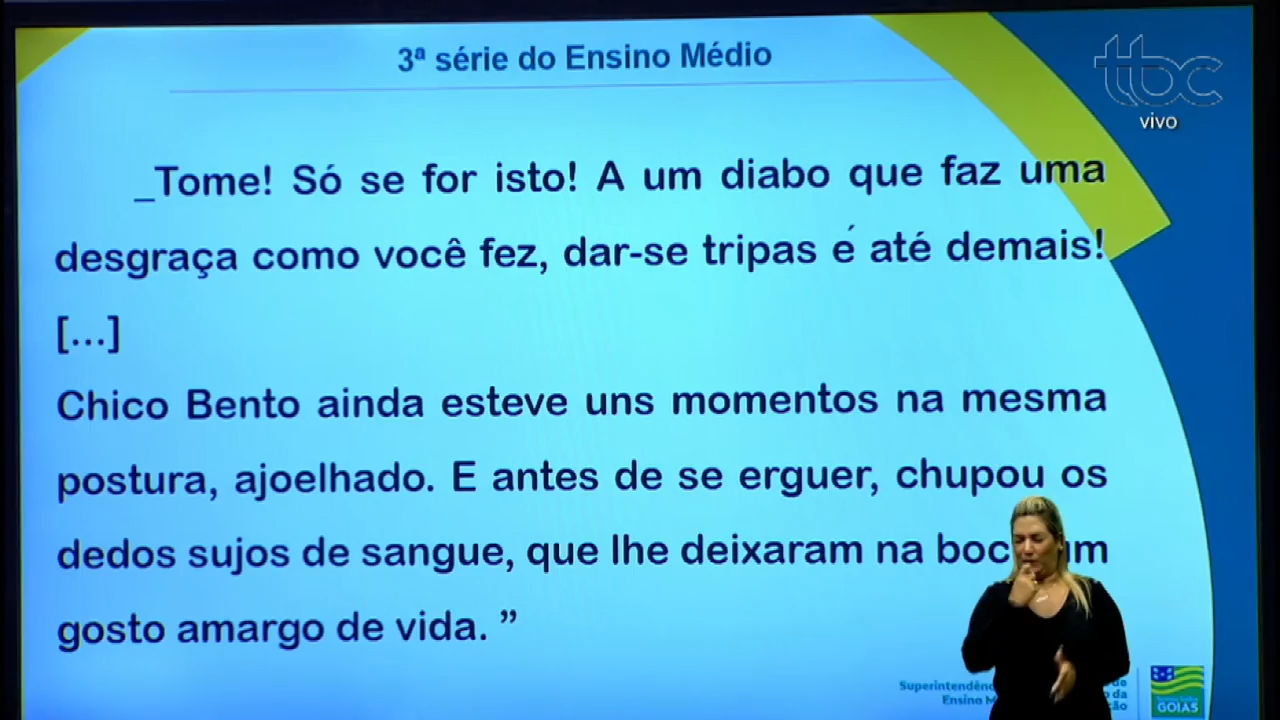 3ª série do Ensino Médio
tbc
vivo
_Tome! Só se for isto! A um diabo que faz uma
desgraça como você fez, dar-se tripas é até demais!
[...]
Chico Bento ainda esteve uns momentos na mesma
postura, ajoelhado. E antes de se erguer, chupou os
dedos sujos de sangue, que lhe deixaram na
gosto amargo de vida. ”
Ensino
GOIÁS